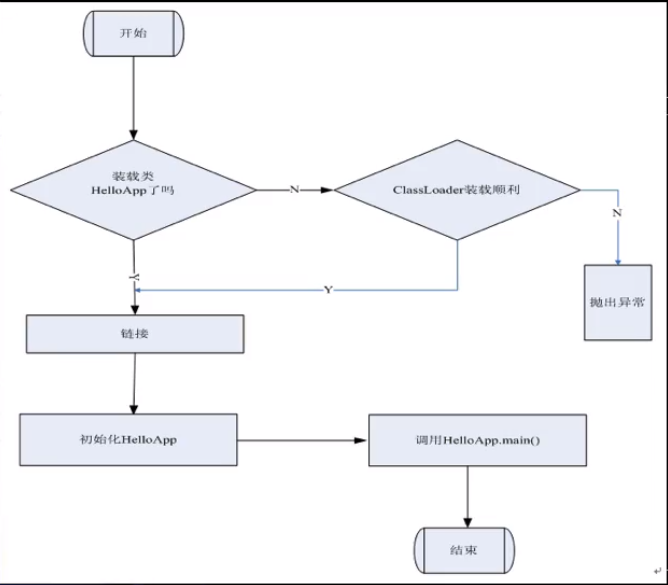 开始
装载类
HelloApp了吗
N
ClassLoader装载顺利
N
Y
Y
抛出异常
链接
初始化HelloApp
调用HelloApp.main()
结束